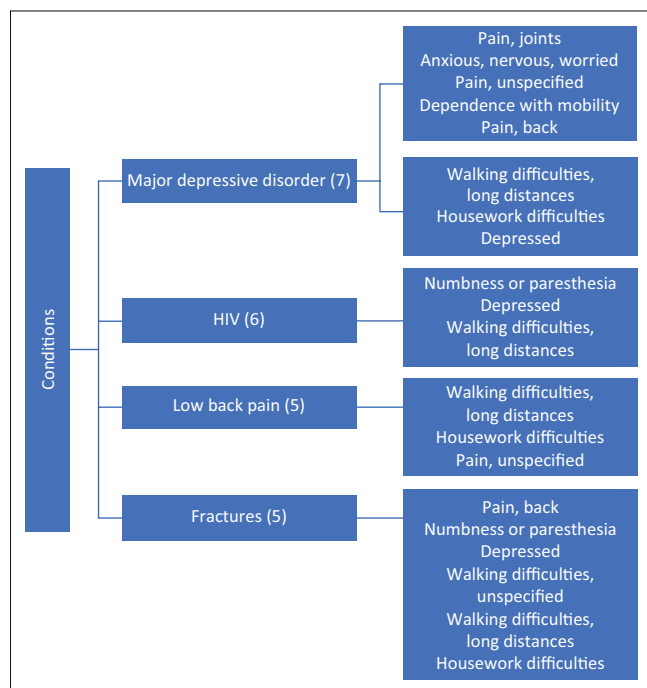 Conditions
Major depressive disorder (7)
Pain, joints
Anxious, nervous, worried
Pain, unspecified
Dependence with mobility
Pain, back
Walking difficulties,
long distances
Housework difficulties
Depressed
HIV (6)
Numbness or paresthesia
Depressed
Walking difficulties,
long distances
Low back pain (5)
Walking difficulties,
long distances
Housework difficulties
Pain, unspecified
Fractures (5)
Pain, back
Numbness or paresthesia
Depressed
Walking difficulties,
unspecified
Walking difficulties,
long distances
Housework difficulties